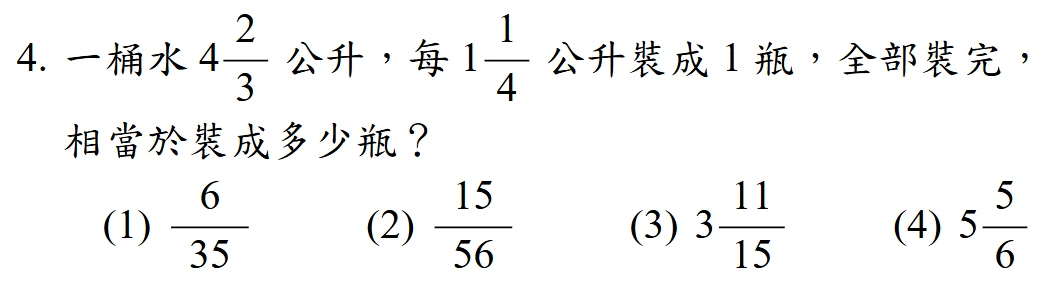 4. 一桶水 4 2/3 公升，每 1 1/4 公升裝成 1 瓶，全部裝完，
相當於裝成多少瓶？
(1) 6/35 (2) 15/56 (3) 3 11/15 (4) 5 5/6